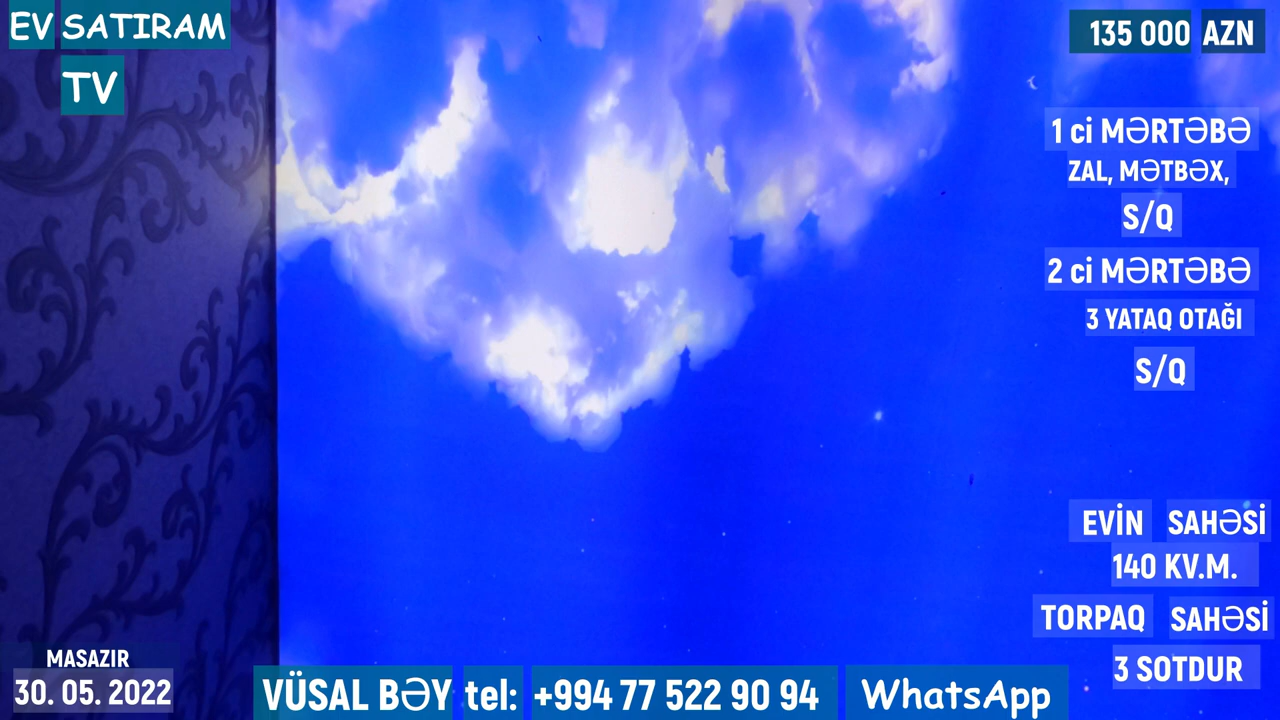 EV SATIRAM
TV
135 000 AZN
1 ci MƏRTƏBƏ
ZAL, MƏTBƏX,
S/Q
2 ci MƏRTƏBƏ
3 YATAQ OTAĞI
S/Q
EVİN SAHƏSİ
140 KV.M.
TORPAQ SAHƏSİ
3 SOTDUR
MASAZIR
30. 05. 2022
VÜSAL BƏY tel: +994 77 522 90 94 WhatsApp